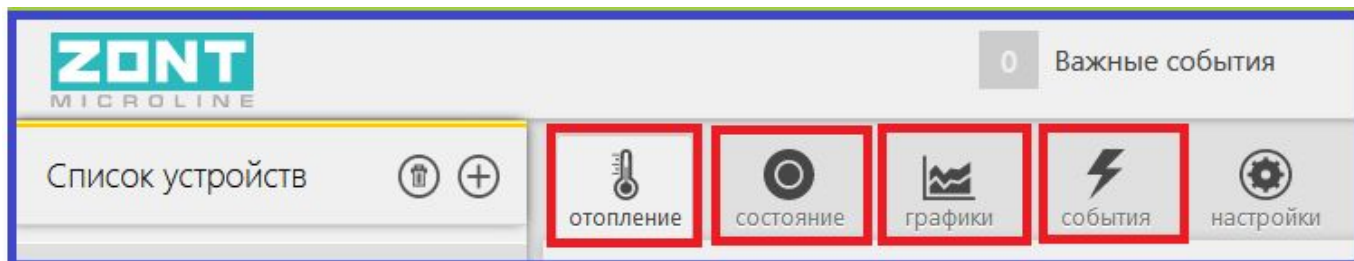 ZONT
MICROLINE
0 Важные события
Список устройств
отопление состояние графики события настройки